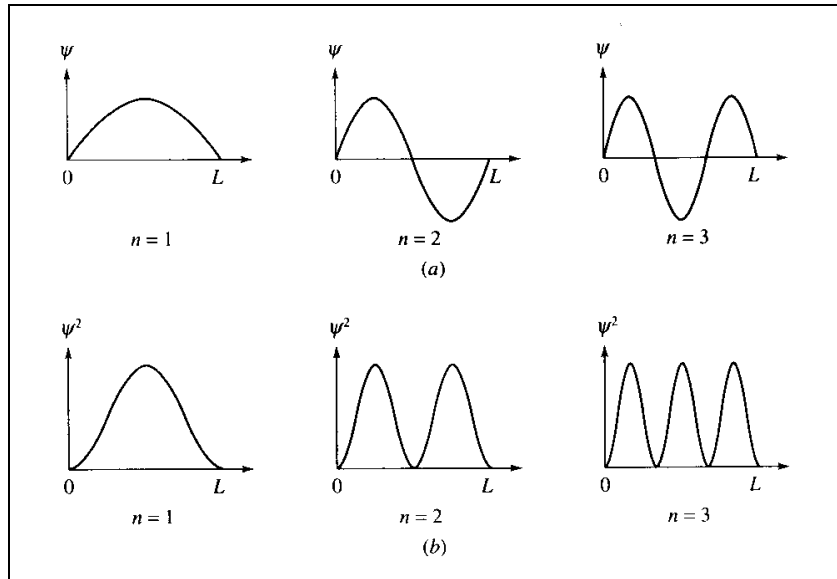 ψ ψ ψ
0 L 0 L 0 L
n = 1 n = 2 n = 3
(a)
ψ² ψ² ψ²
0 L 0 L 0 L
n = 1 n = 2 n = 3
(b)